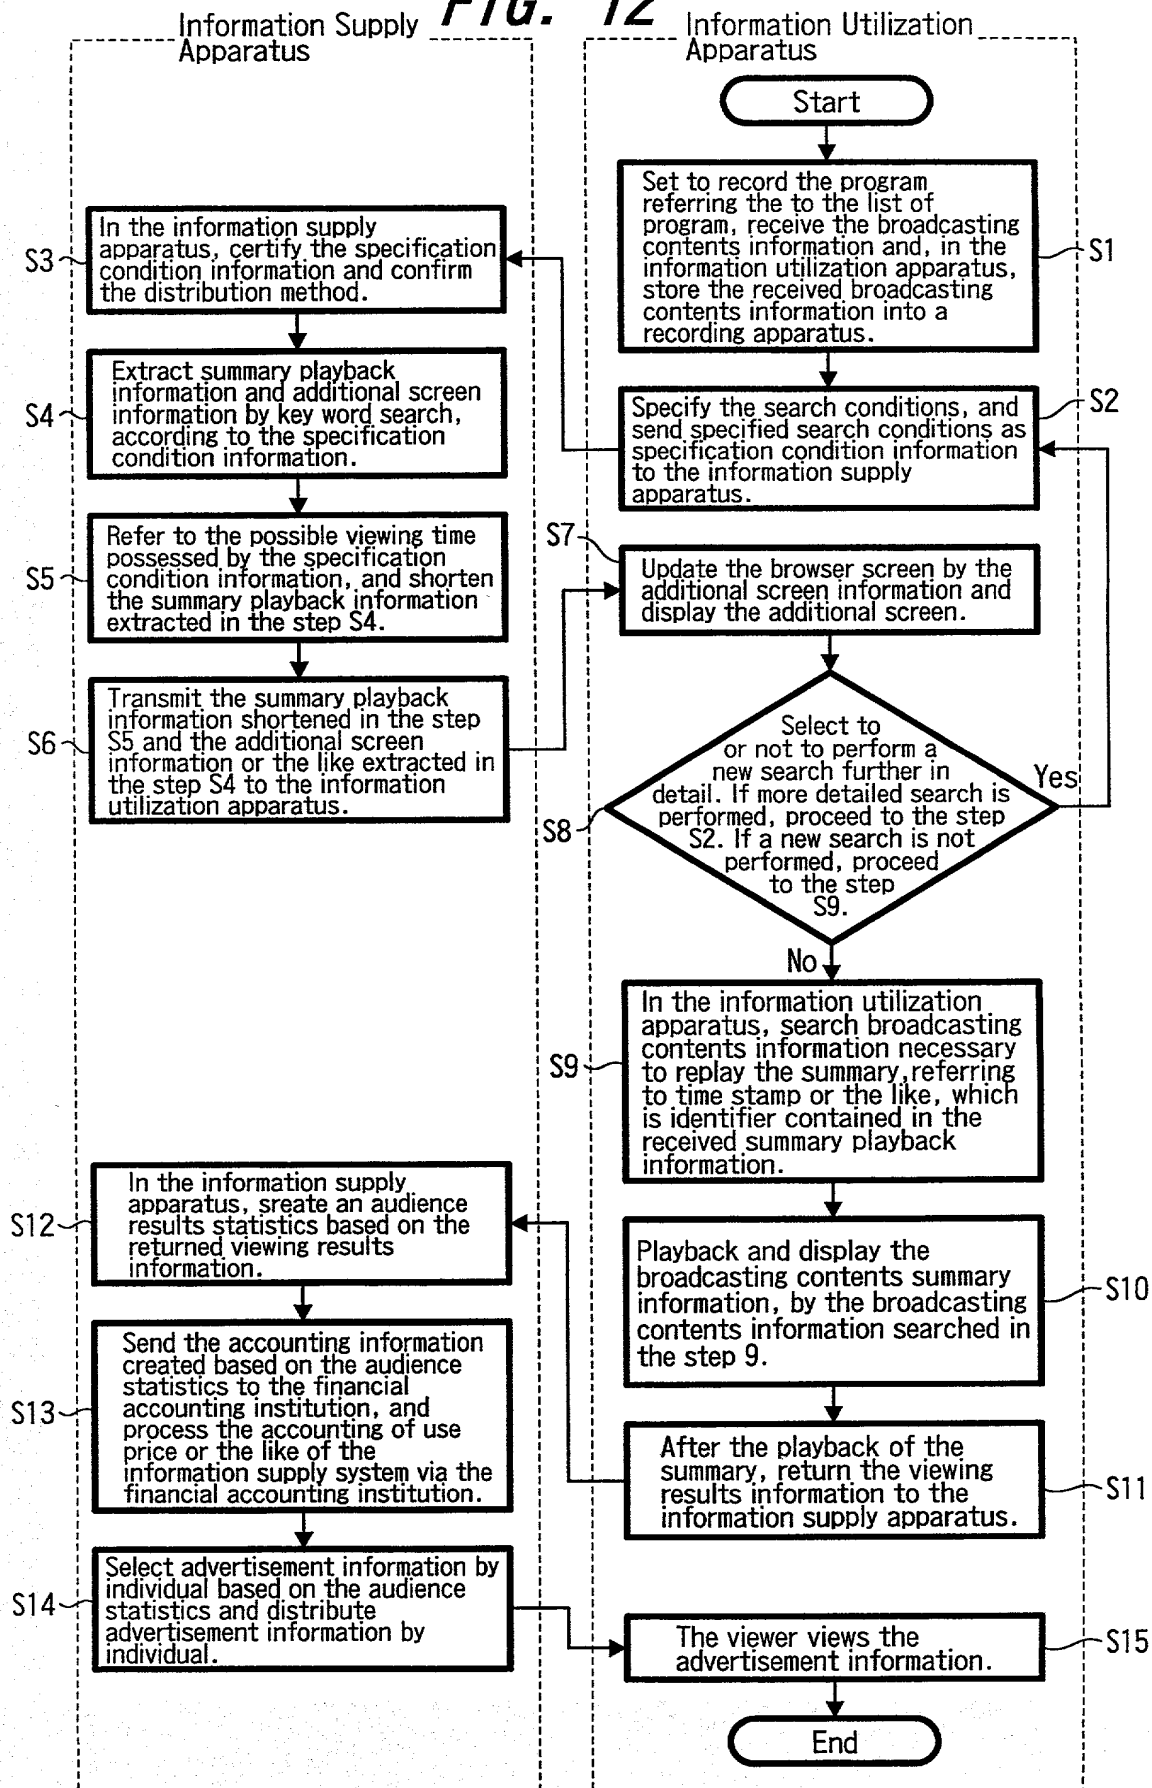 FIG. 12
Information Supply
Apparatus
Information Utilization
Apparatus
Start
Set to record the program
referring the to the list of
program, receive the broadcasting
contents information and, in the
information utilization apparatus,
store the received broadcasting
contents information into a
recording apparatus.
S1
Specify the search conditions, and
send specified search conditions as
specification condition information
to the information supply
apparatus.
S2
S3
In the information supply
apparatus, certify the specification
condition information and confirm
the distribution method.
S4
Extract summary playback
information and additional screen
information by key word search,
according to the specification
condition information.
S5
Refer to the possible viewing time
possessed by the specification
condition information, and shorten
the summary playback information
extracted in the step S4.
S6
Transmit the summary playback
information shortened in the step
S5 and the additional screen
information or the like extracted in
the step S4 to the information
utilization apparatus.
S7
Update the browser screen by the
additional screen information and
display the additional screen.
S8
Select to
or not to perform a
new search further in
detail. If more detailed search is
performed, proceed to the step
S2. If a new search is not
performed, proceed
to the step
S9.
Yes
No
S9
In the information utilization
apparatus, search broadcasting
contents information necessary
to replay the summary,referring
to time stamp or the like, which
is identifier contained in the
received summary playback
information.
Playback and display the
broadcasting contents summary
information, by the broadcasting
contents information searched in
the step 9.
S10
After the playback of the
summary, return the viewing
results information to the
information supply apparatus.
S11
S12
In the information supply
apparatus, sreate an audience
results statistics based on the
returned viewing results
information.
S13
Send the accounting information
created based on the audience
statistics to the financial
accounting institution, and
process the accounting of use
price or the like of the
information supply system via the
financial accounting institution.
S14
Select advertisement information by
individual based on the audience
statistics and distribute
advertisement information by
individual.
The viewer views the
advertisement information.
S15
End